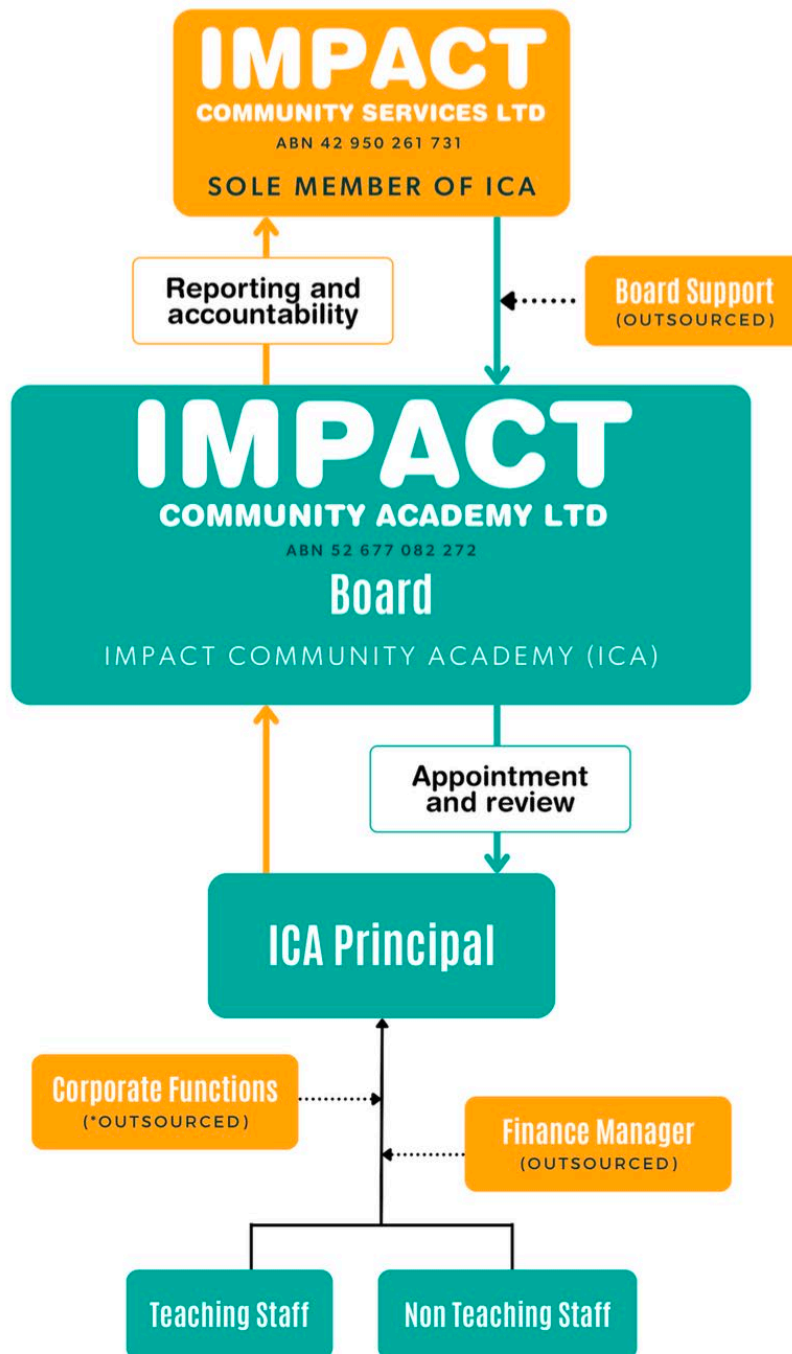 IMPACT
COMMUNITY SERVICES LTD
ABN 42 950 261 731
SOLE MEMBER OF ICA
Reporting and
accountability
Board Support
(OUTSOURCED)
IMPACT
COMMUNITY ACADEMY LTD
ABN 52 677 082 272
Board
IMPACT COMMUNITY ACADEMY (ICA)
Appointment
and review
ICA Principal
Corporate Functions
(*OUTSOURCED)
Finance Manager
(OUTSOURCED)
Teaching Staff
Non Teaching Staff